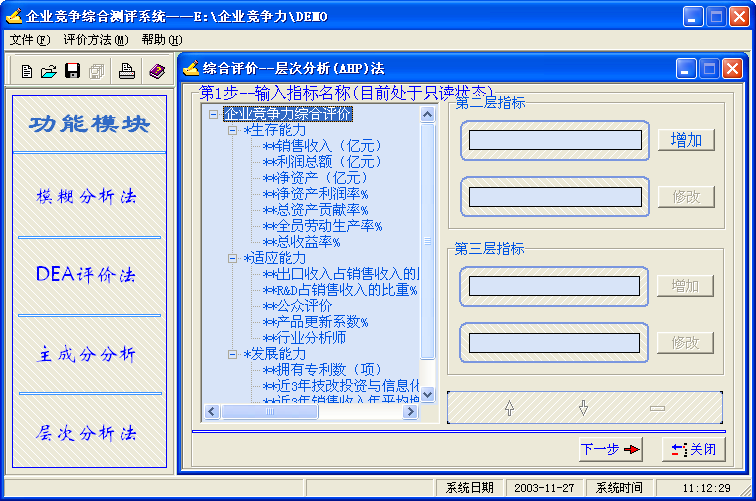 企业竞争综合测评系统——E:\企业竞争力\DEMO
文件(F) 评价方法(M) 帮助(H)
功能模块
模糊分析法
DEA评价法
主成分分析
层次分析法
综合评价--层次分析(AHP)法
第1步--输入指标名称(目前处于只读状态)
企业竞争力综合评价
*生存能力
**销售收入（亿元）
**利润总额（亿元）
**净资产（亿元）
**净资产利润率%
**总资产贡献率%
**全员劳动生产率%
**总收益率%
*适应能力
**出口收入占销售收入的
**R&D占销售收入的比重%
**公众评价
**产品更新系数%
**行业分析师
*发展能力
**拥有专利数（项）
**近3年技改投资与信息化
**近3年销售收入年平均增
第二层指标
增加
修改
第三层指标
增加
修改
下一步 关闭
系统日期 2003-11-27 系统时间 11:12:29